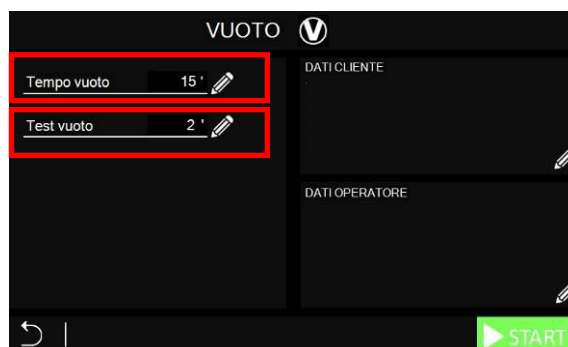 VUOTO V
Tempo vuoto 15 '
Test vuoto 2 '
DATI CLIENTE
DATI OPERATORE
START